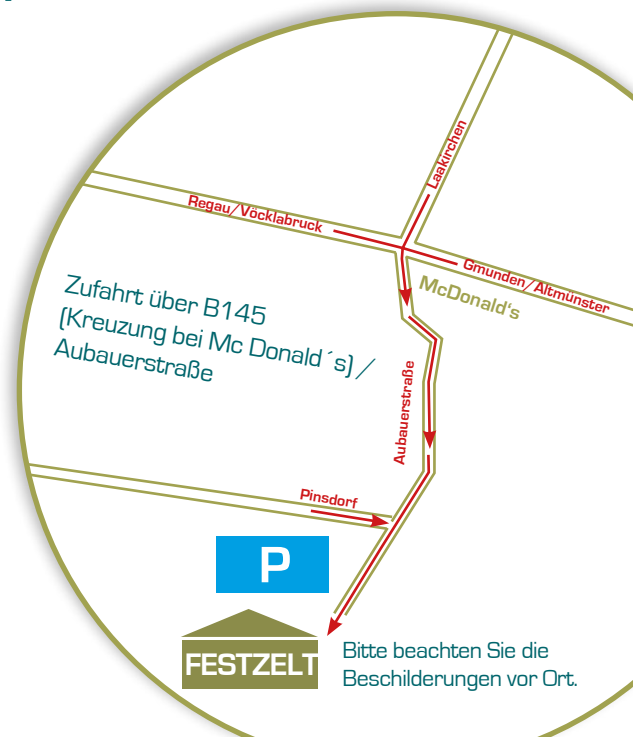 Laakirchen
Regau/Vöcklabruck
Gmunden/Altmünster
McDonald's
Zufahrt über B145
(Kreuzung bei Mc Donald´s) /
Aubauerstraße
Aubauerstraße
Pinsdorf
P
FESTZELT
Bitte beachten Sie die
Beschilderungen vor Ort.